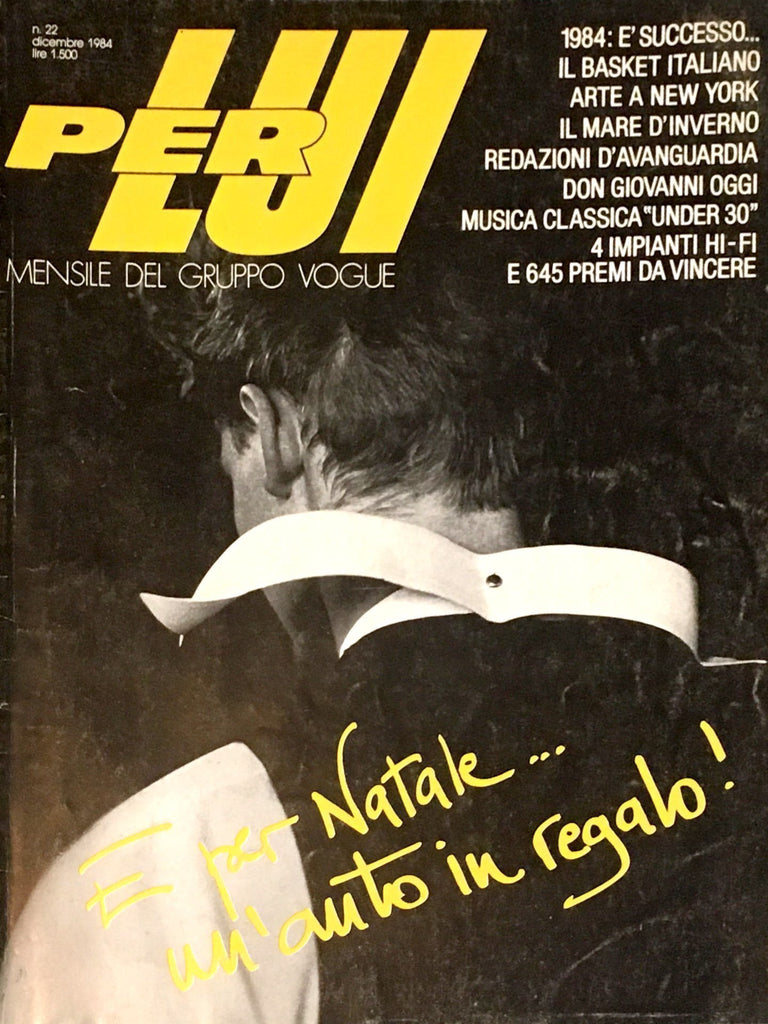 n. 22
dicembre 1984
lire 1.500
PER LUI
MENSILE DEL GRUPPO VOGUE
1984: E' SUCCESSO...
IL BASKET ITALIANO
ARTE A NEW YORK
IL MARE D'INVERNO
REDAZIONI D'AVANGUARDIA
DON GIOVANNI OGGI
MUSICA CLASSICA "UNDER 30"
4 IMPIANTI HI-FI
E 645 PREMI DA VINCERE
E per Natale...
un'auto in regalo!